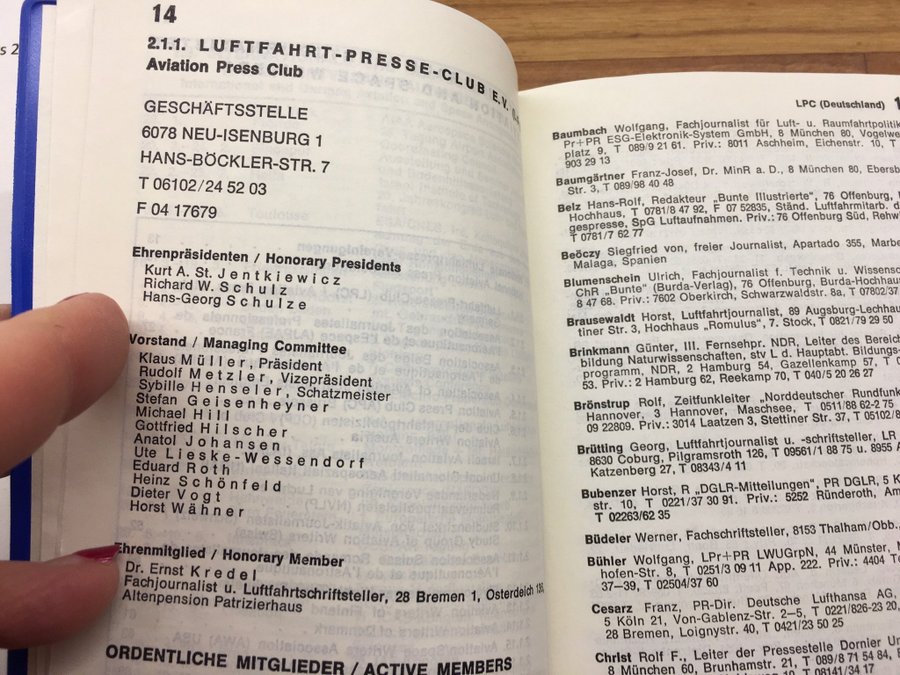 s 2
14
2.1.1. LUFTFAHRT-PRESSE-CLUB E.V.
Aviation Press Club
GESCHÄFTSSTELLE
6078 NEU-ISENBURG 1
HANS-BÖCKLER-STR. 7
T 06102/24 52 03
F 04 17679
Ehrenpräsidenten / Honorary Presidents
Kurt A. St. Jentkiewicz
Richard W. Schulz
Hans-Georg Schulze
Vorstand / Managing Committee
Klaus Müller, Präsident
Rudolf Metzler, Vizepräsident
Sybille Henseler, Schatzmeister
Stefan Geisenheyner
Michael Hill
Gottfried Hilscher
Anatol Johansen
Ute Lieske-Wessendorf
Eduard Roth
Heinz Schönfeld
Dieter Vogt
Horst Wähner
Ehrenmitglied / Honorary Member
Dr. Ernst Kredel
Fachjournalist u. Luftfahrtschriftsteller, 28 Bremen 1, Osterdeich 136,
Altenpension Patrizierhaus
ORDENTLICHE MITGLIEDER / ACTIVE MEMBERS
LPC (Deutschland) 1
Baumbach Wolfgang, Fachjournalist für Luft- u. Raumfahrtpolitik
Pr+PR ESG-Elektronik-System GmbH, 8 München 80, Vogelwe
platz 9, T 089/9 21 61. Priv.: 8011 Aschheim, Eichenstr. 10, T
903 29 13
Baumgärtner Franz-Josef, Dr. MinR a. D., 8 München 80, Ebersb
Str. 3, T 089/98 40 48
Belz Hans-Rolf, Redakteur „Bunte Illustrierte", 76 Offenburg, B
Hochhaus, T 0781/8 47 92, F 07 52835, Ständ. Luftfahrtmitarb. d
gespresse, SpG Luftaufnahmen. Priv.: 76 Offenburg Süd, Rehw
T 0781/7 62 77
Beöczy Siegfried von, freier Journalist, Apartado 355, Marbe
Malaga, Spanien
Blumenschein Ulrich, Fachjournalist f. Technik u. Wissensc
ChR „Bunte" (Burda-Verlag), 76 Offenburg, Burda-Hochhau
8 47 68. Priv.: 7602 Oberkirch, Schwarzwaldstr. 8a, T 07802/37
Brausewaldt Horst, Luftfahrtjournalist, 89 Augsburg-Lechhau
tiner Str. 3, Hochhaus „Romulus", 7. Stock, T 0821/79 29 50
Brinkmann Günter, III. Fernsehpr. NDR, Leiter des Bereich
bildung Naturwissenschaften, stv L d. Hauptabt. Bildungs-
programm, NDR, 2 Hamburg 54, Gazellenkamp 57, T 0
53. Priv.: 2 Hamburg 62, Reekamp 70, T 040/5 20 26 27
Brönstrup Rolf, Zeitfunkleiter „Norddeutscher Rundfunk
Hannover, 3 Hannover, Maschsee, T 0511/88 62-2 75
09 22809. Priv.: 3014 Laatzen 3, Stettiner Str. 37, T 05102
Brütting Georg, Luftfahrtjournalist u. -schriftsteller, LR
8630 Coburg, Pilgramsroth 126, T 09561/1 88 75 u. 8955 A
Katzenberg 27, T 08343/4 11
Bubenzer Horst, R „DGLR-Mitteilungen", PR DGLR, 5 K
str. 10, T 0221/37 30 91. Priv.: 5252 Ründeroth, Am
T 02263/62 35
Büdeler Werner, Fachschriftsteller, 8153 Thalham/Obb.
Bühler Wolfgang, LPr+PR LWUGrpN, 44 Münster, M
hofen-Str. 8, T 0251/3 09 11 App. 222. Priv.: 4404 Te
37—39, T 02504/37 60
Cesarz Franz, PR-Dir. Deutsche Lufthansa AG,
5 Köln 21, Von-Gablenz-Str. 2—5, T 0221/826-23 20,
28 Bremen, Loignystr. 40, T 0421/23 50 25
Christ Rolf F., Leiter der Pressestelle Dornier Un
8 München 60, Brunhamstr. 21, T 089/8 71 54 84,
München 10, T 08141/34 17